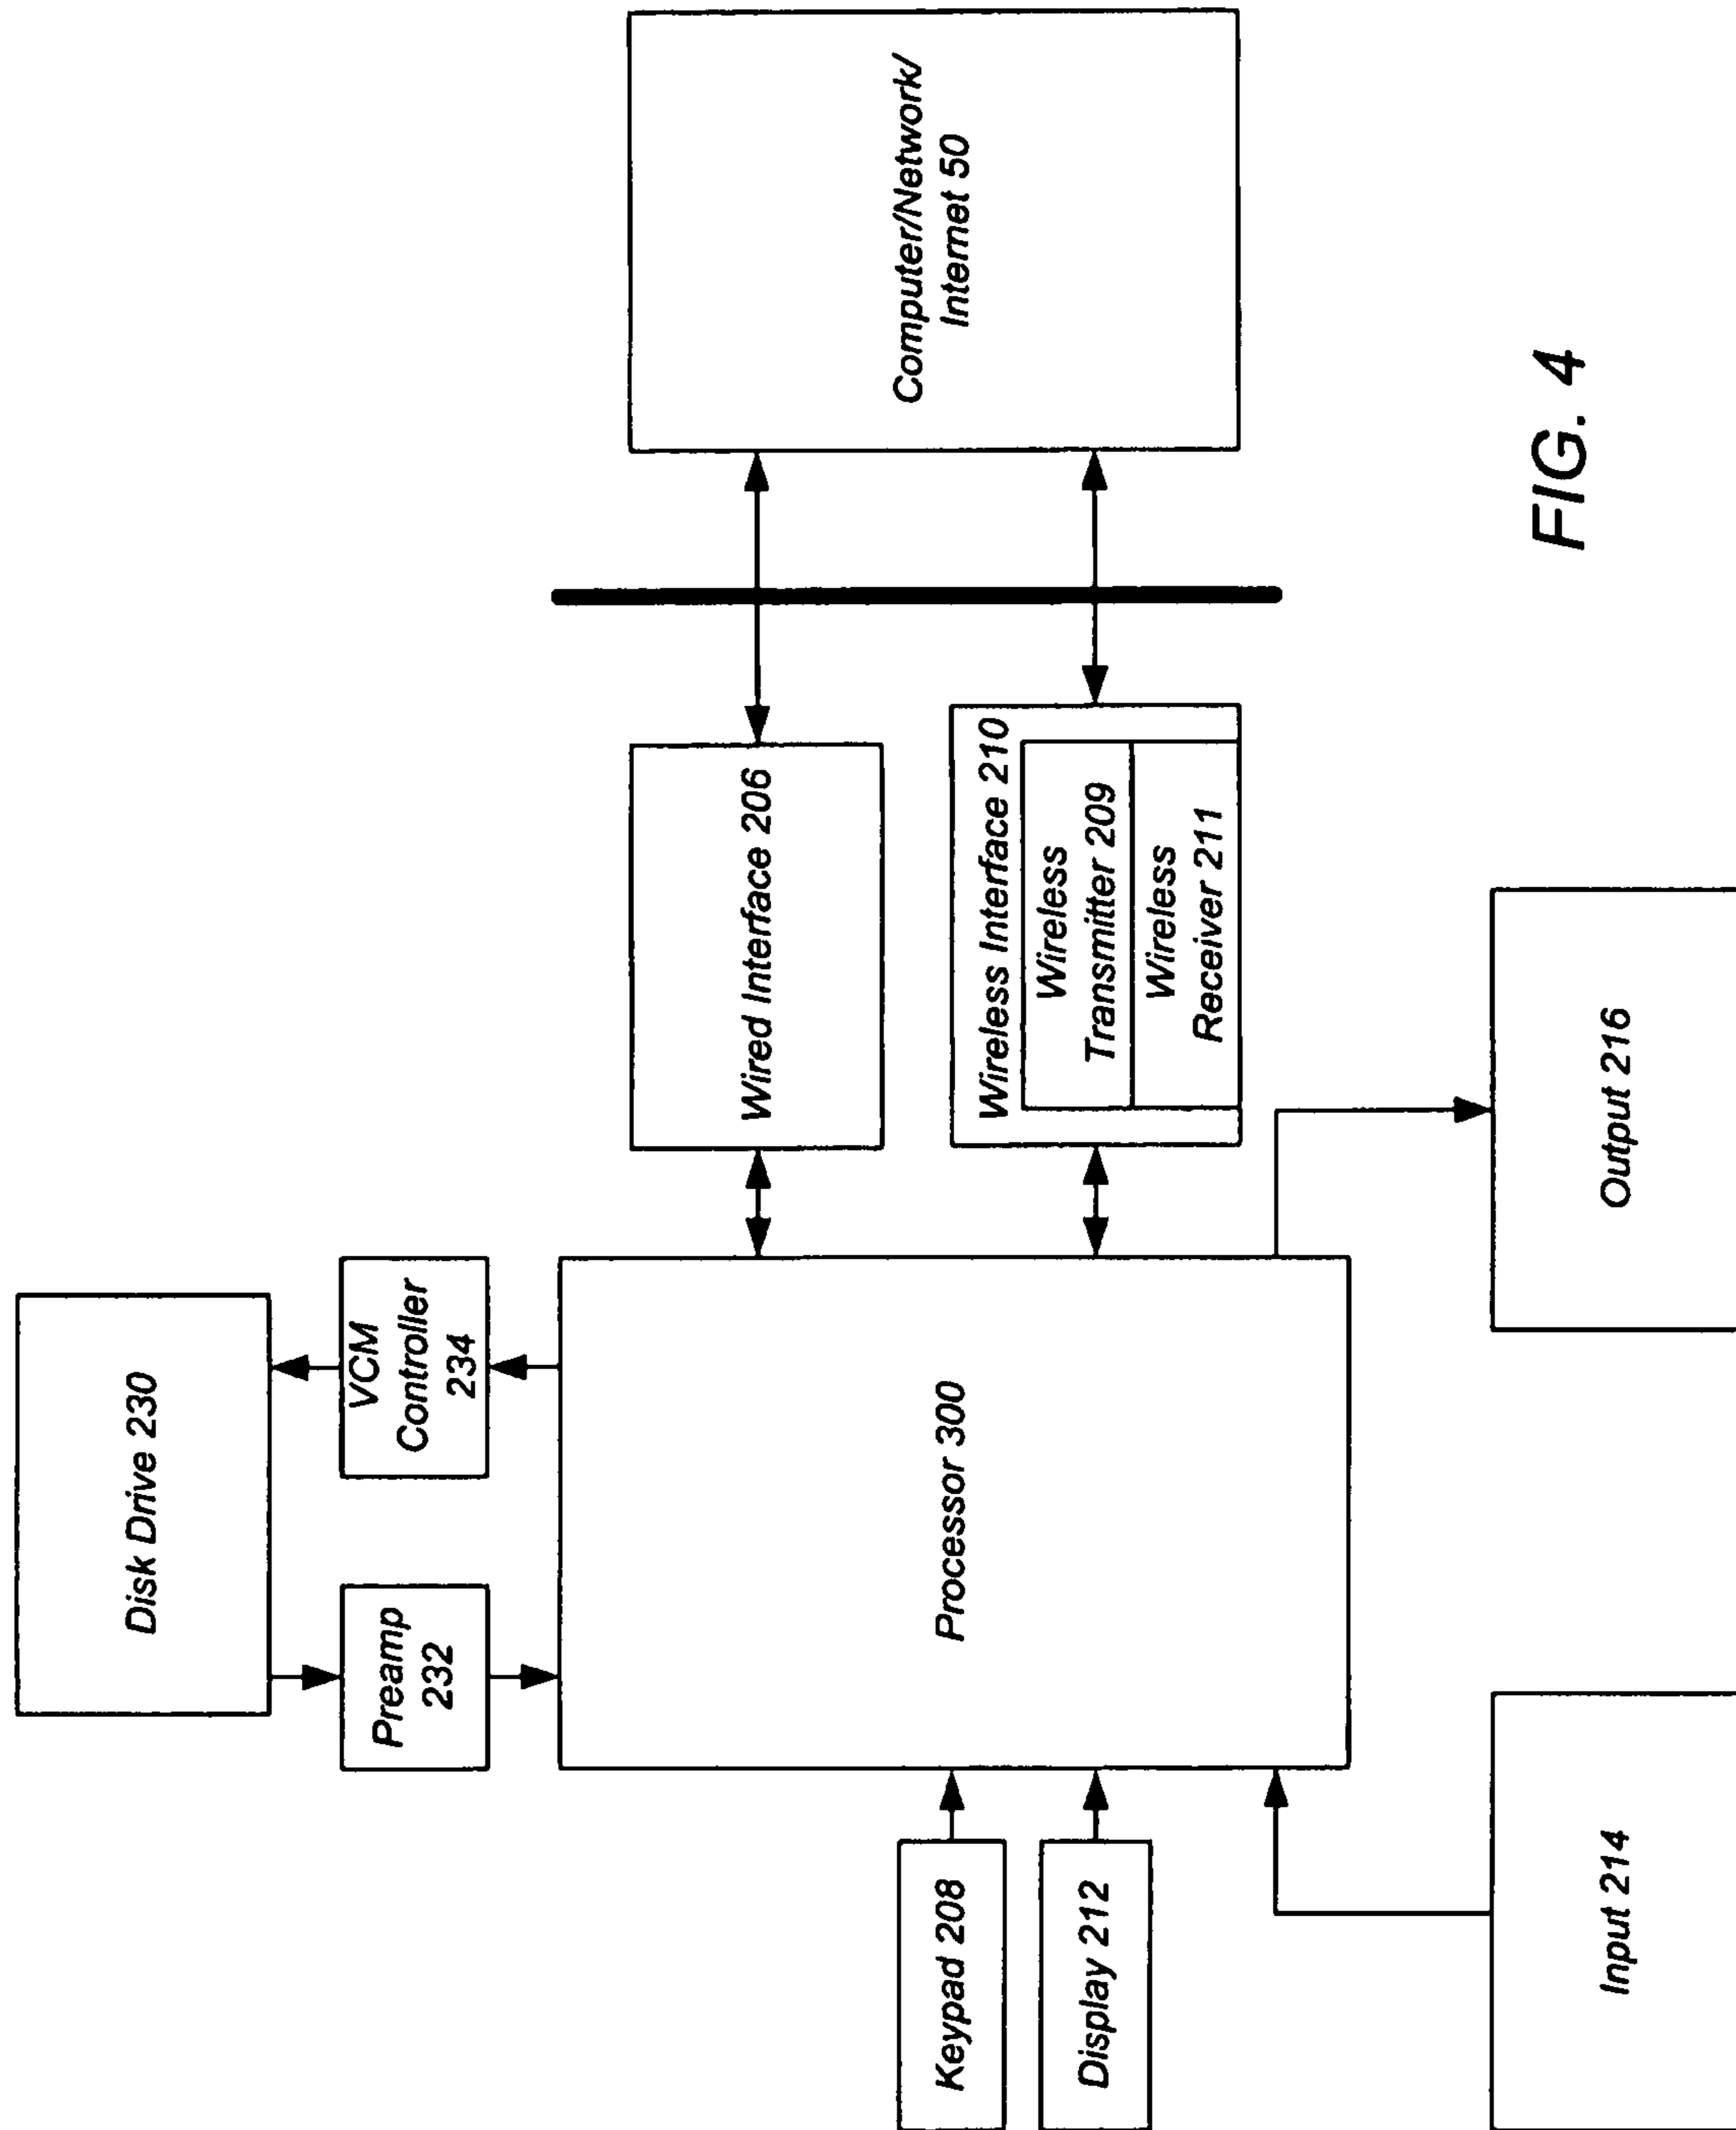 Disk Drive 230
Preamp
232
VCM
Controller
234
Processor 300
Keypad 208
Display 212
Input 214
Output 216
Wired Interface 206
Wireless Interface 210
Wireless
Transmitter 209
Wireless
Receiver 211
Computer/Network/
Internet 50
FIG. 4